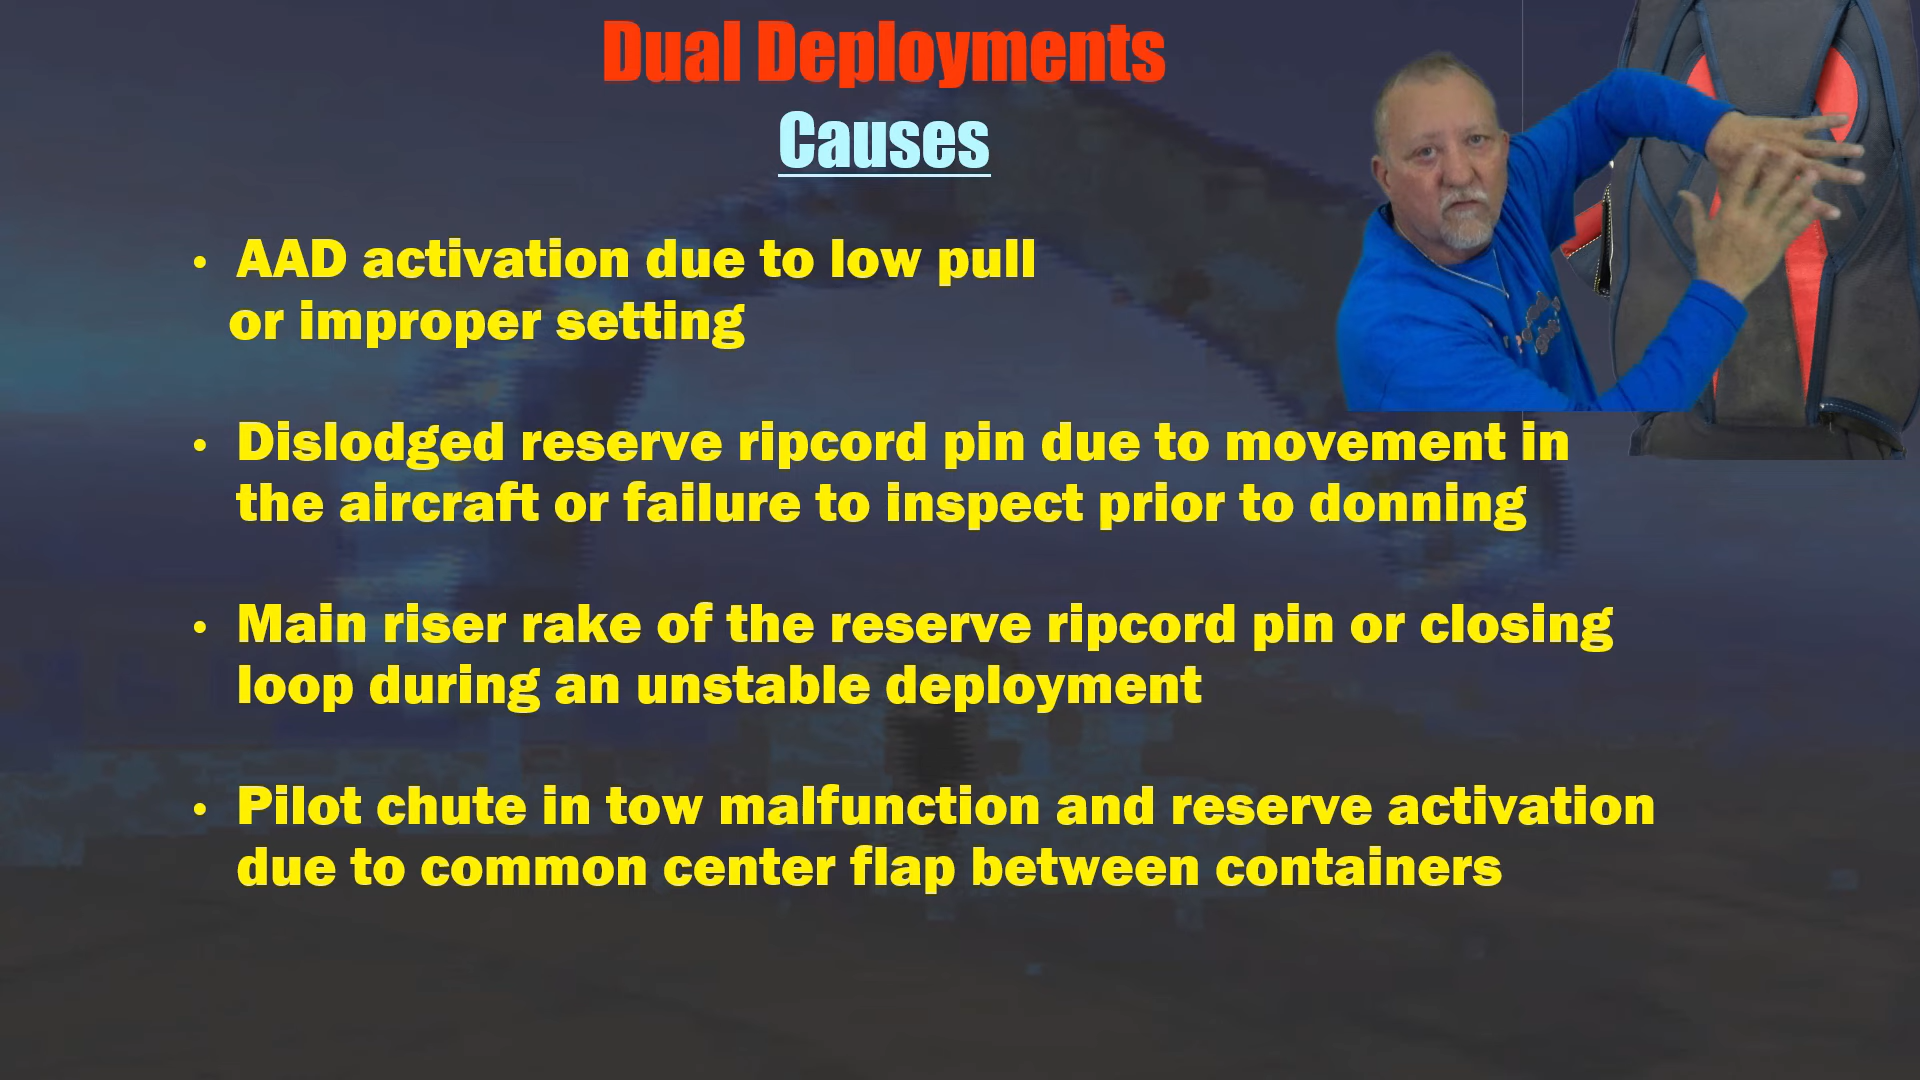 Dual Deployments
Causes
• AAD activation due to low pull
or improper setting
• Dislodged reserve ripcord pin due to movement in
the aircraft or failure to inspect prior to donning
• Main riser rake of the reserve ripcord pin or closing
loop during an unstable deployment
• Pilot chute in tow malfunction and reserve activation
due to common center flap between containers